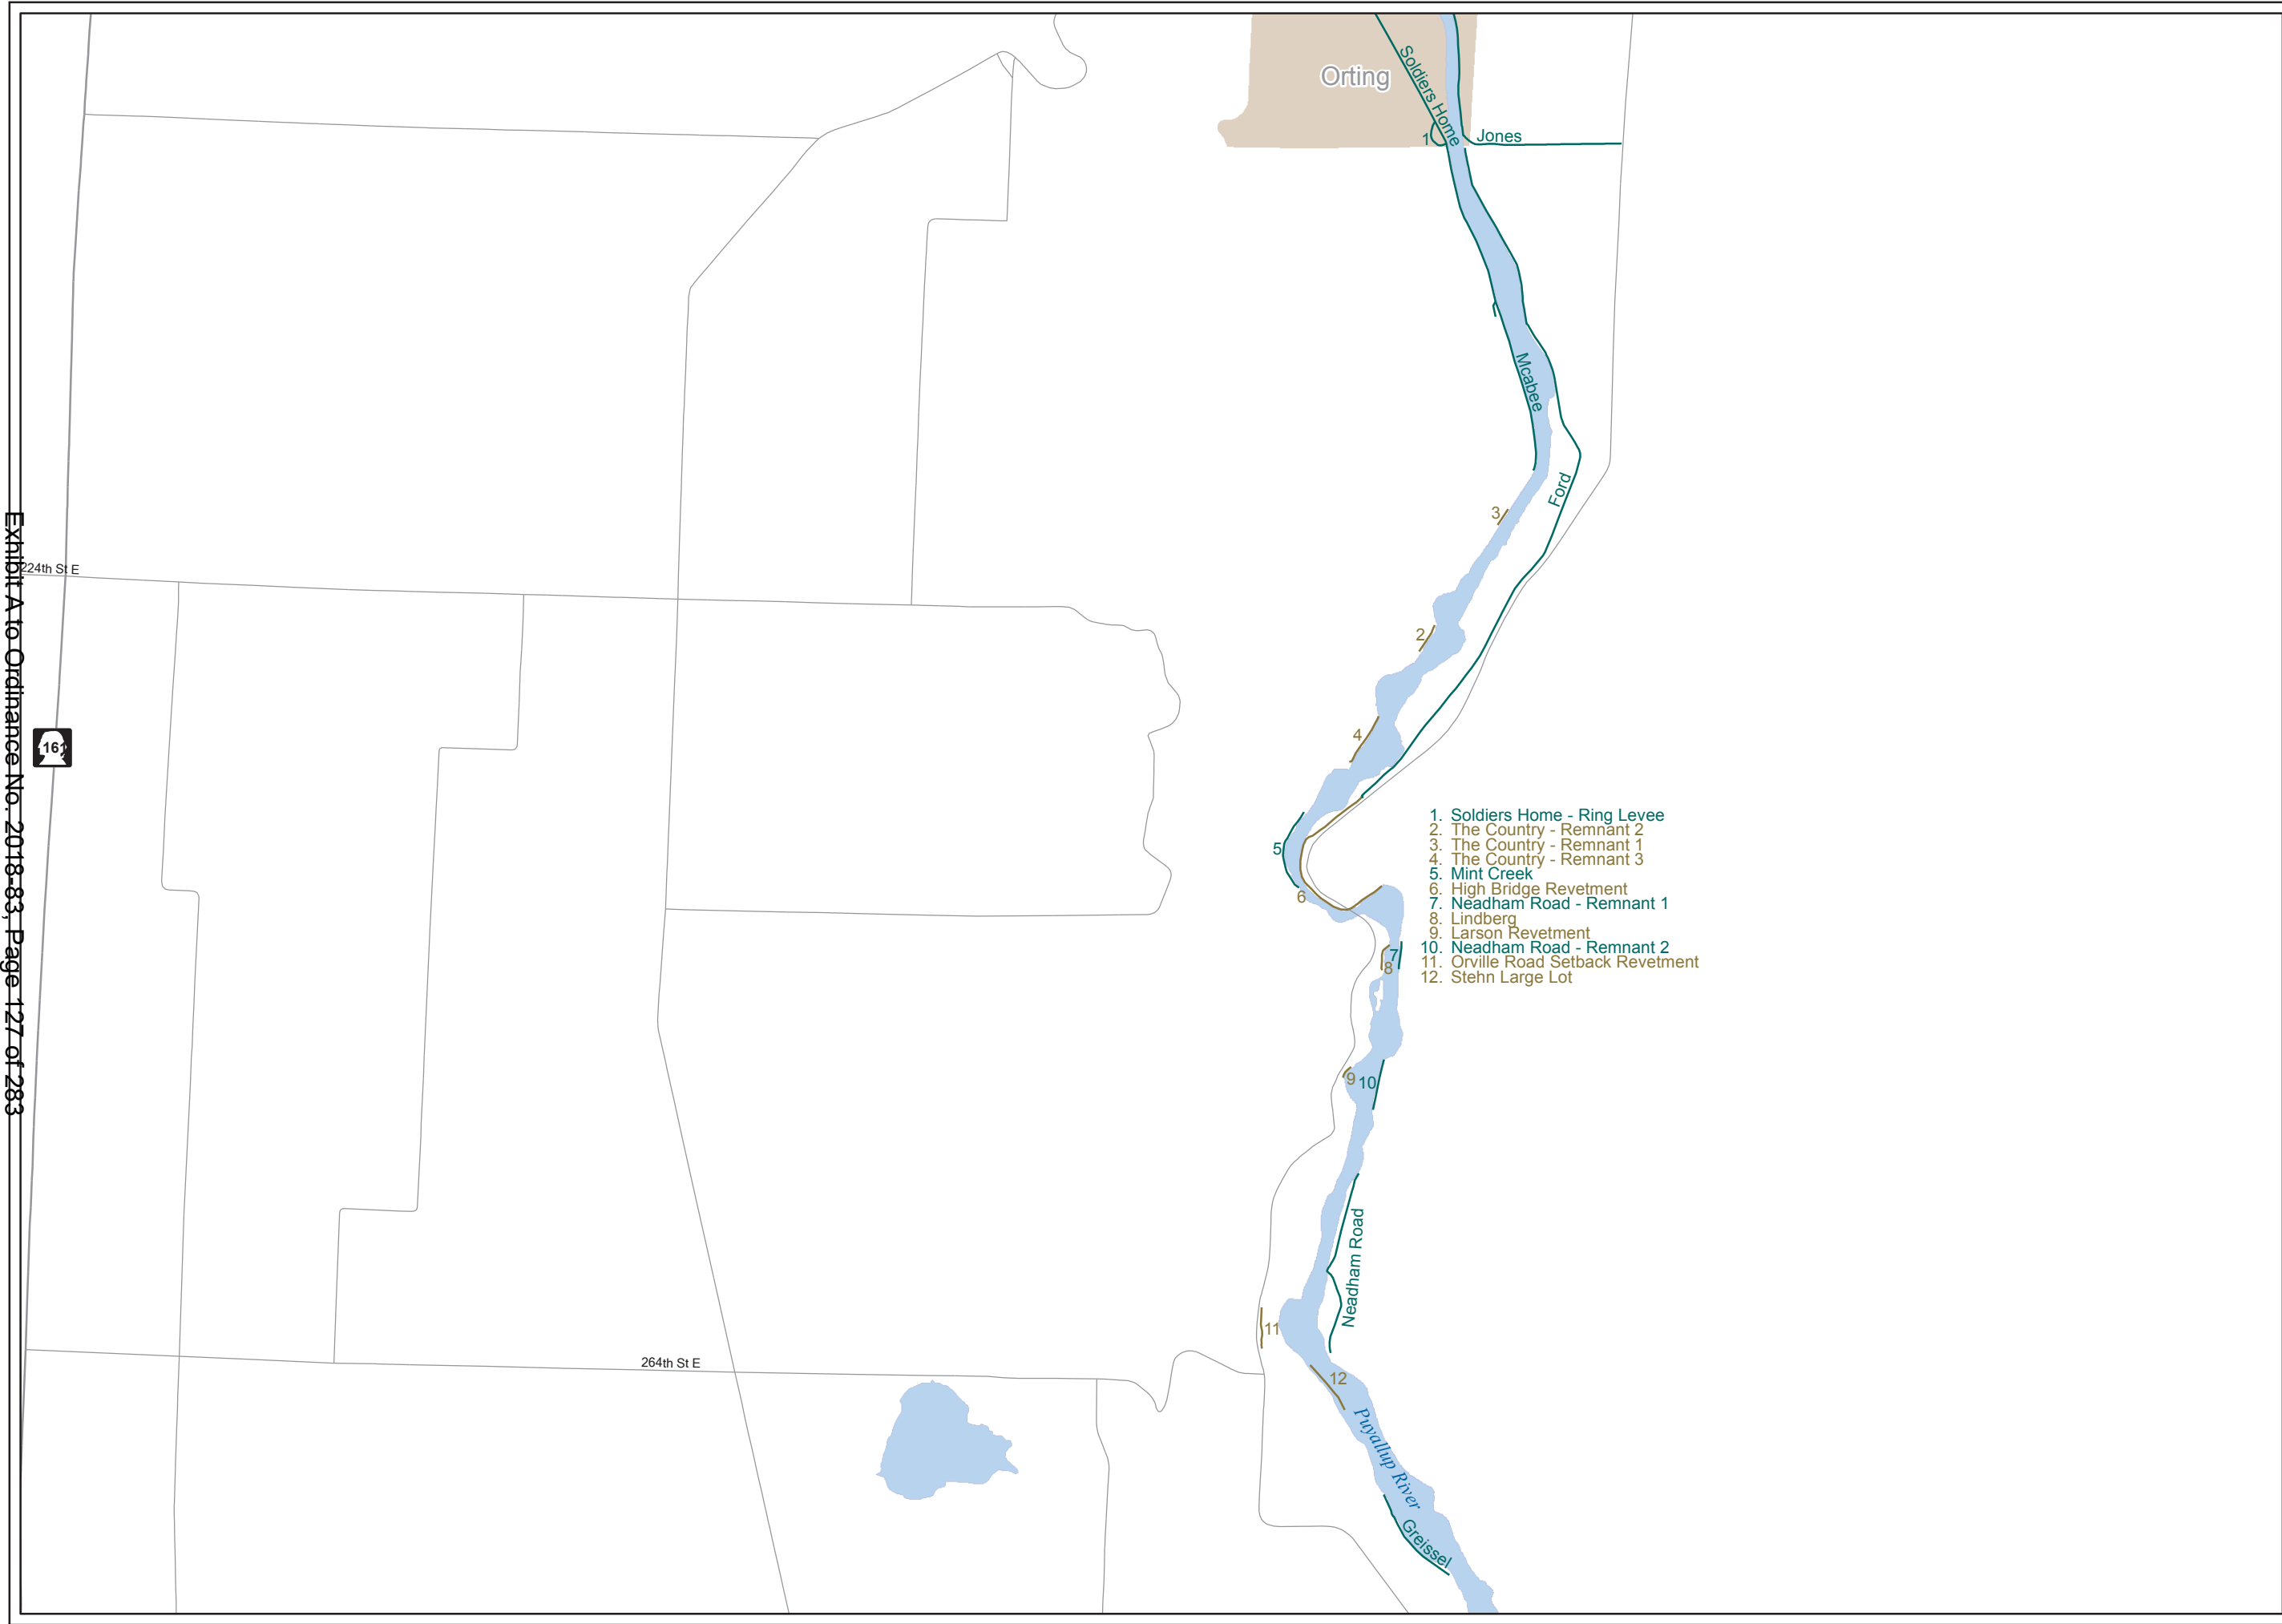 Orting
Soldiers Home
1
Jones
Mcabee
Ford
3
224th St E
2
161
4
5
6
1. Soldiers Home - Ring Levee
2. The Country - Remnant 2
3. The Country - Remnant 1
4. The Country - Remnant 3
5. Mint Creek
6. High Bridge Revetment
7. Neadham Road - Remnant 1
8. Lindberg
9. Larson Revetment
10. Neadham Road - Remnant 2
11. Orville Road Setback Revetment
12. Stehn Large Lot
7
8
9
10
Neadham Road
11
264th St E
12
Puyallup River
Greissel
Exhibit A to Ordinance No. 2018-83, Page 127 of 283